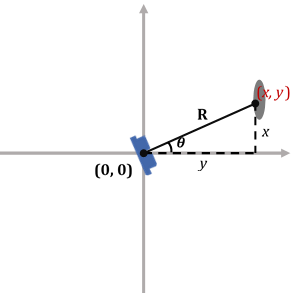 (x, y)
R
θ
x
(0, 0)
y